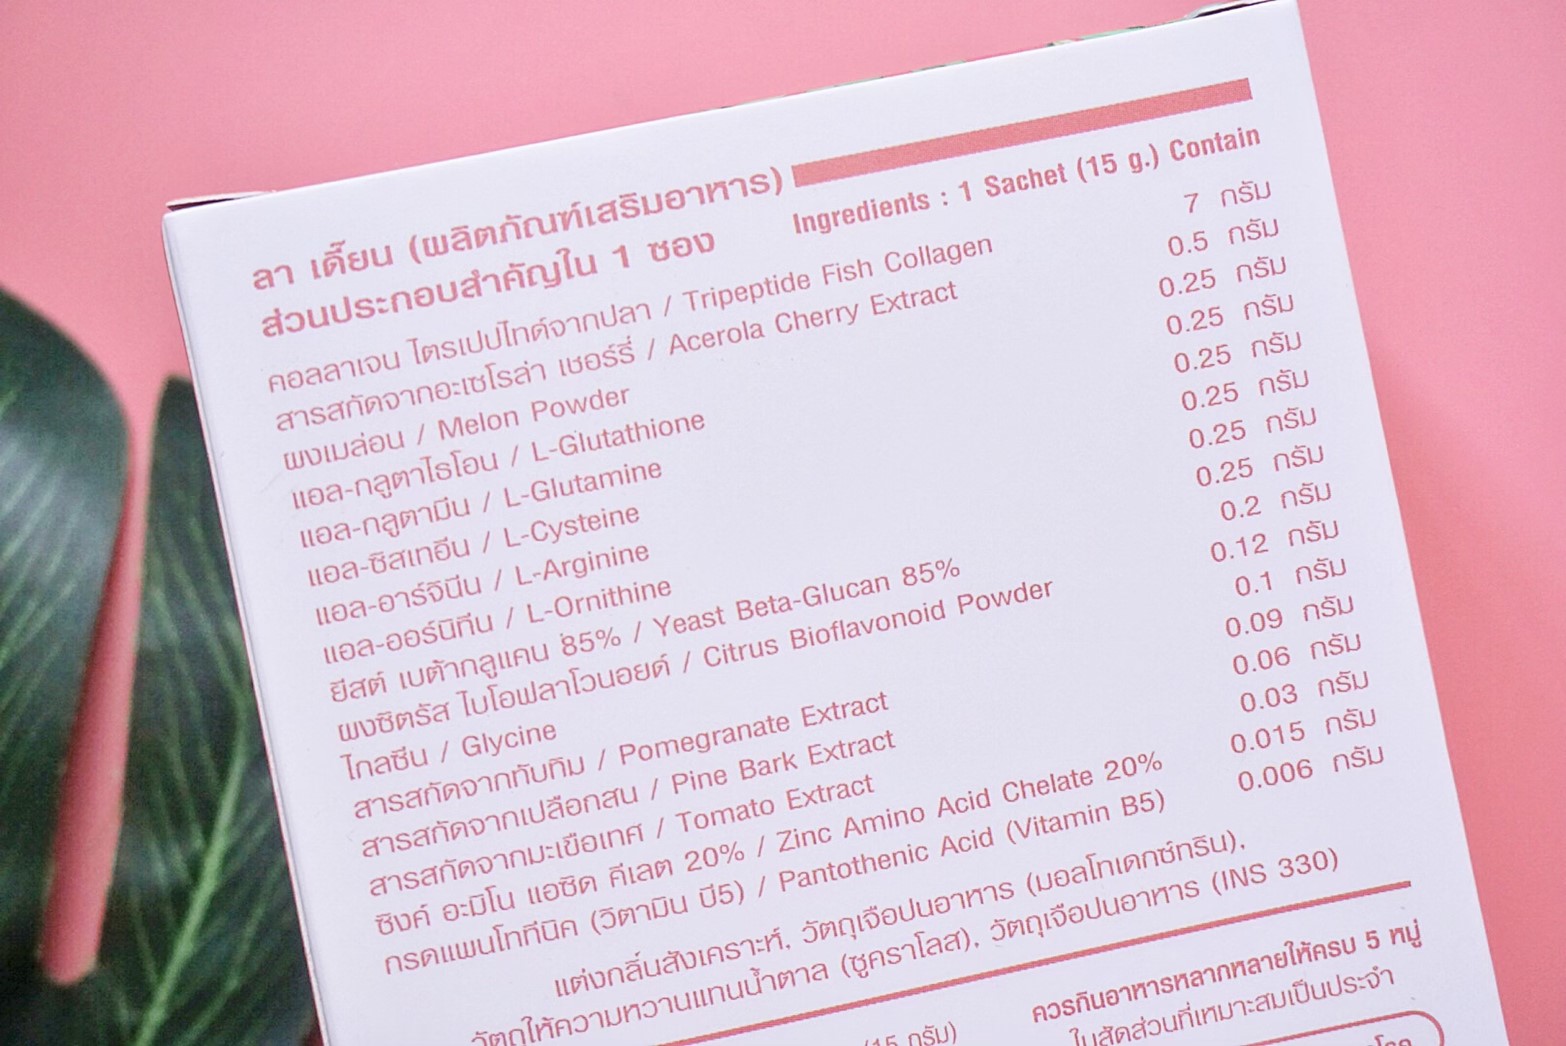 ลา เดี๊ยน (ผลิตภัณฑ์เสริมอาหาร)
ส่วนประกอบสำคัญใน 1 ซอง Ingredients : 1 Sachet (15 g.) Contain
คอลลาเจน ไตรเปปไทด์จากปลา / Tripeptide Fish Collagen 7 กรัม
สารสกัดจากอะเซโรล่า เชอร์รี่ / Acerola Cherry Extract 0.5 กรัม
ผงเมล่อน / Melon Powder 0.25 กรัม
แอล-กลูตาไธโอน / L-Glutathione 0.25 กรัม
แอล-กลูตามีน / L-Glutamine 0.25 กรัม
แอล-ซิสเทอีน / L-Cysteine 0.25 กรัม
แอล-อาร์จินีน / L-Arginine 0.25 กรัม
แอล-ออร์นิทีน / L-Ornithine 0.25 กรัม
ยีสต์ เบต้ากลูแคน 85% / Yeast Beta-Glucan 85% 0.2 กรัม
ผงซิตรัส ไบโอฟลาโวนอยด์ / Citrus Bioflavonoid Powder 0.12 กรัม
ไกลซีน / Glycine 0.1 กรัม
สารสกัดจากทับทิม / Pomegranate Extract 0.09 กรัม
สารสกัดจากเปลือกสน / Pine Bark Extract 0.06 กรัม
สารสกัดจากมะเขือเทศ / Tomato Extract 0.03 กรัม
ซิงค์ อะมิโน แอซิด คีเลต 20% / Zinc Amino Acid Chelate 20% 0.015 กรัม
กรดแพนโททีนิค (วิตามิน บี5) / Pantothenic Acid (Vitamin B5) 0.006 กรัม
แต่งกลิ่นสังเคราะห์, วัตถุเจือปนอาหาร (มอลโทเดกซ์ทริน),
วัตถุให้ความหวานแทนน้ำตาล (ซูคราโลส), วัตถุเจือปนอาหาร (INS 330)
(15 กรัม)
ควรกินอาหารหลากหลายให้ครบ 5 หมู่
ในสัดส่วนที่เหมาะสมเป็นประจำ